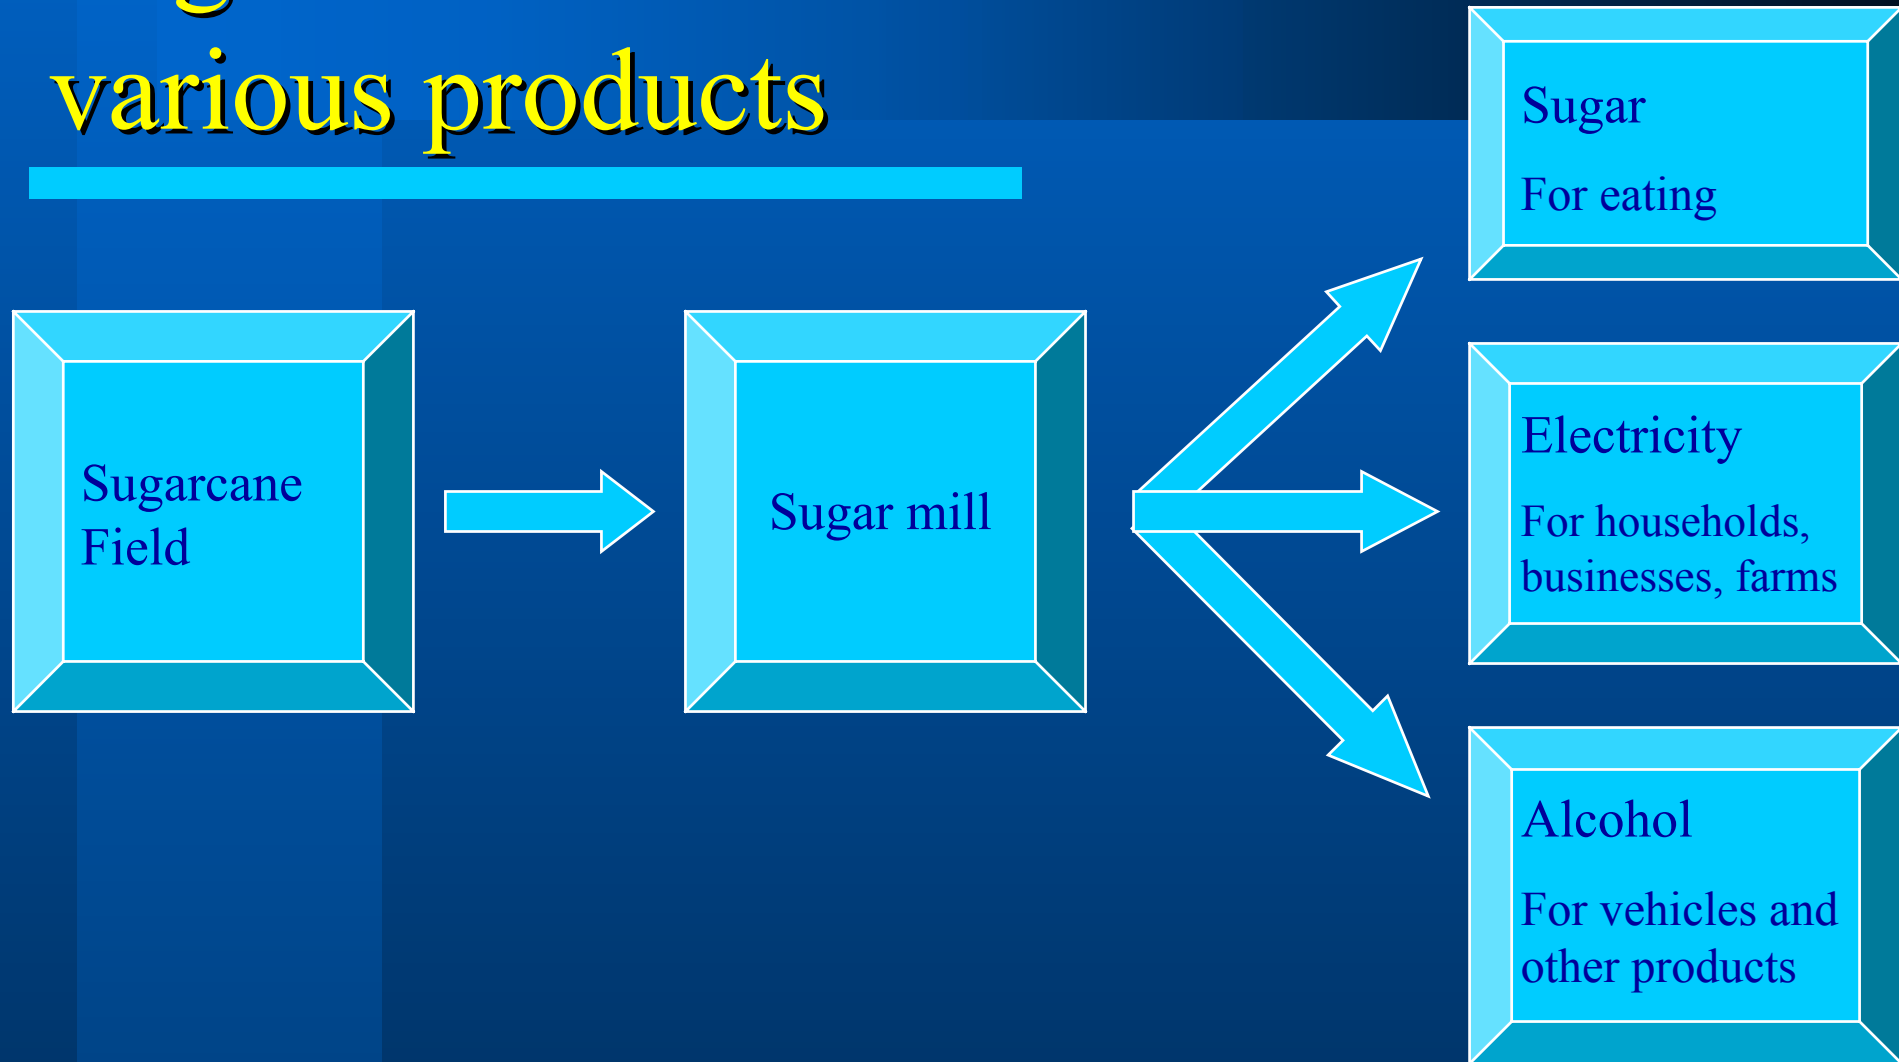 various products
Sugarcane
Field
Sugar mill
Sugar
For eating
Electricity
For households,
businesses, farms
Alcohol
For vehicles and
other products